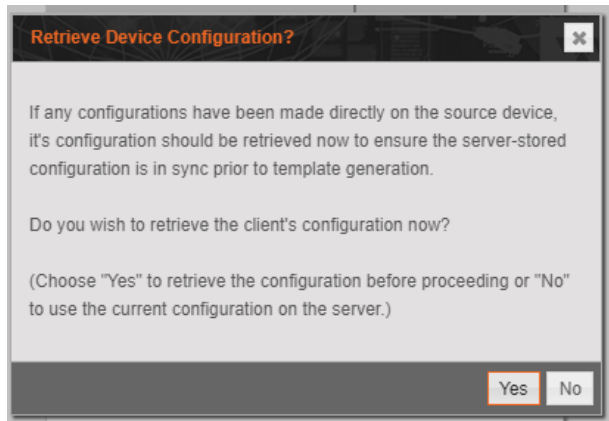 Retrieve Device Configuration?
If any configurations have been made directly on the source device,
it's configuration should be retrieved now to ensure the server-stored
configuration is in sync prior to template generation.
Do you wish to retrieve the client's configuration now?
(Choose "Yes" to retrieve the configuration before proceeding or "No"
to use the current configuration on the server.)
Yes No